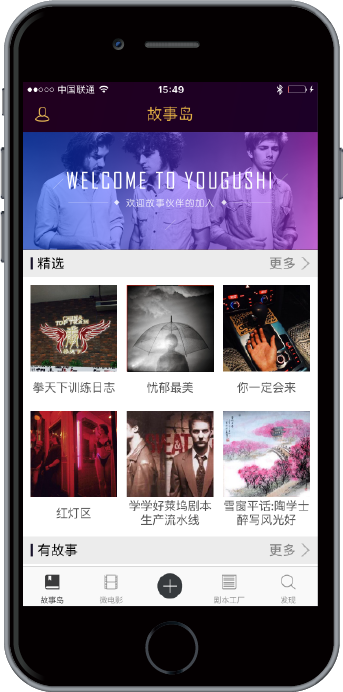 中国联通
15:49
故事岛
WELCOME TO YOUGUSHI
欢迎故事伙伴的加入
精选
更多
CHINA
TOP TEAM
拳天下训练日志
忧郁最美
你一定会来
红灯区
学学好莱坞剧本
生产流水线
雪窗平话:陶学士
醉写风光好
有故事
更多
故事岛
微电影
剧本工厂
发现